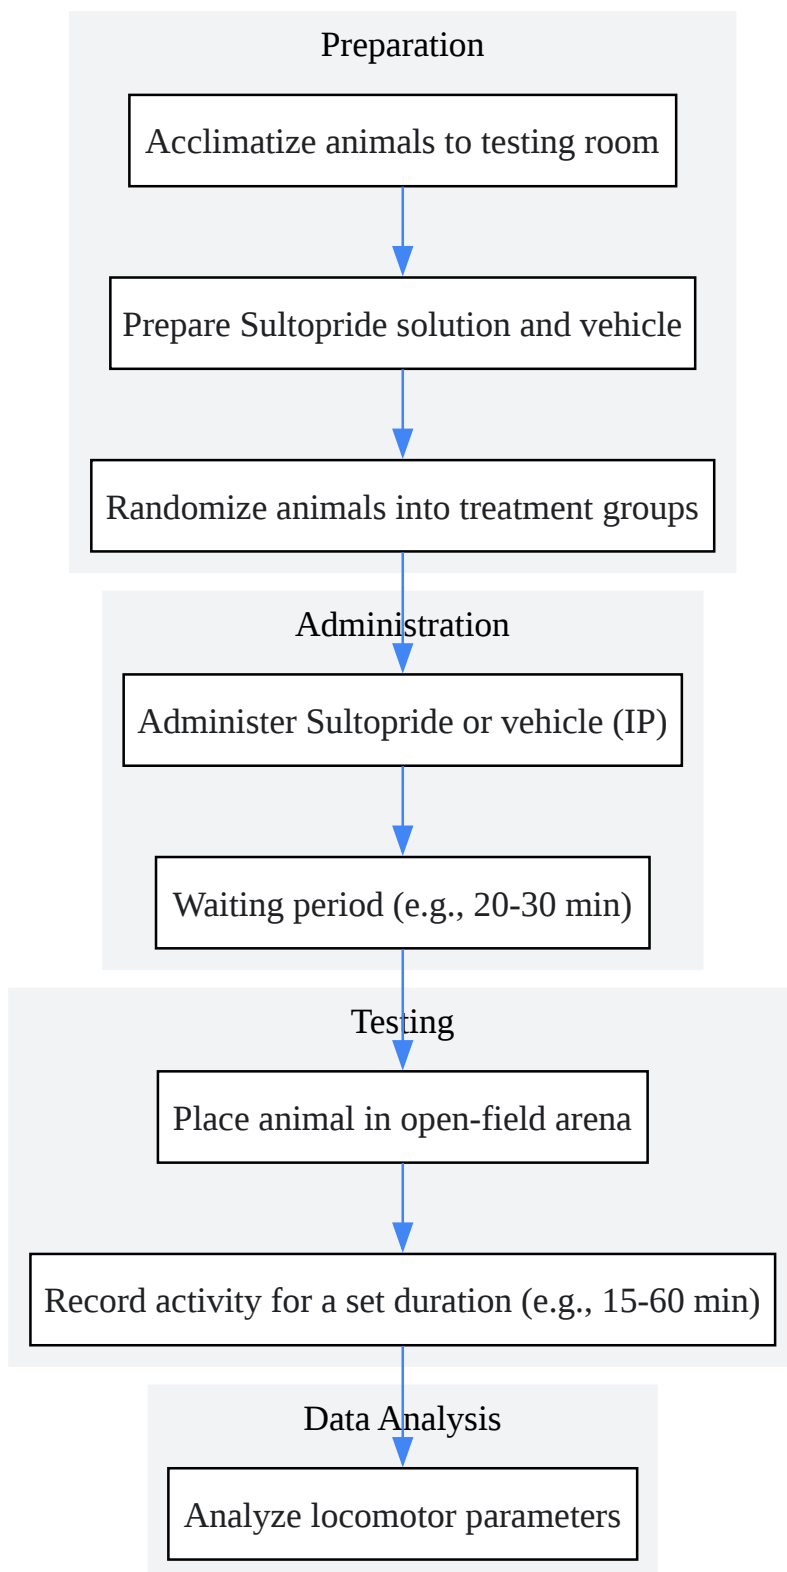 Preparation
Acclimatize animals to testing room
Prepare Sultopride solution and vehicle
Randomize animals into treatment groups
Administration
Administer Sultopride or vehicle (IP)
Waiting period (e.g., 20-30 min)
Testing
Place animal in open-field arena
Record activity for a set duration (e.g., 15-60 min)
Data Analysis
Analyze locomotor parameters